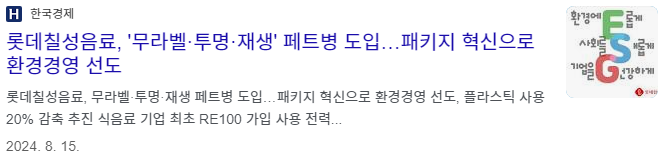 H 한국경제
롯데칠성음료, '무라벨·투명·재생' 페트병 도입...패키지 혁신으로
환경경영 선도
롯데칠성음료, 무라벨·투명·재생 페트병 도입...패키지 혁신으로 환경경영 선도, 플라스틱 사용
20% 감축 추진 식음료 기업 최초 RE100 가입 사용 전력...
2024. 8. 15.
환경에 E롭게
사회를 S롭게
기업을 G강하게